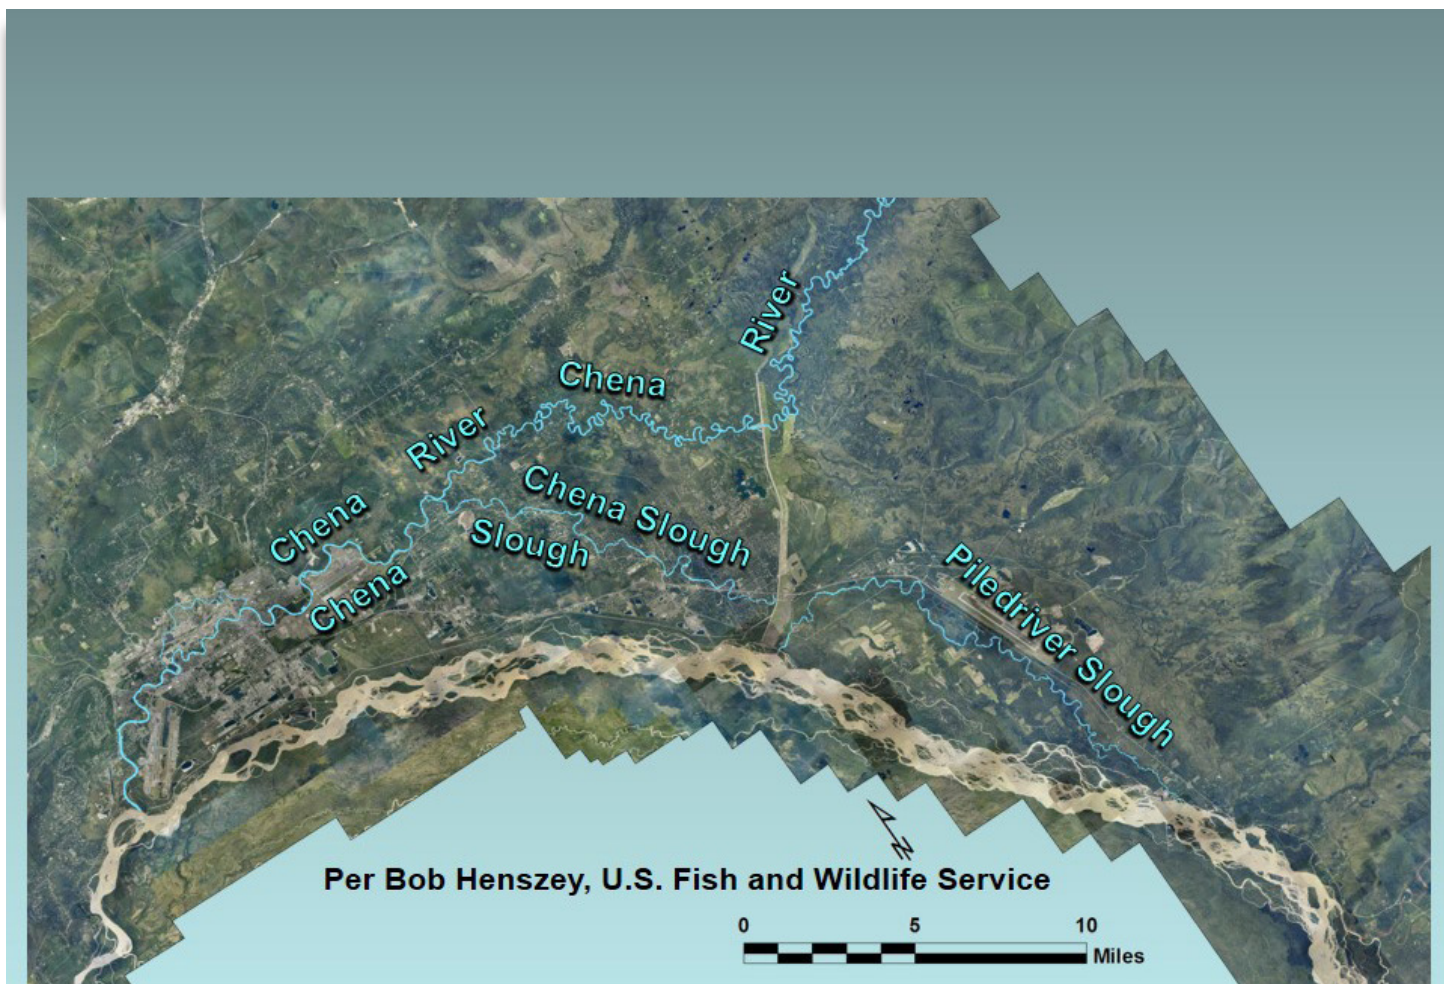 River
Chena
River
Chena Slough
Chena
Slough
Chena
Piledriver Slough
N
Per Bob Henszey, U.S. Fish and Wildlife Service
0 5 10
Miles